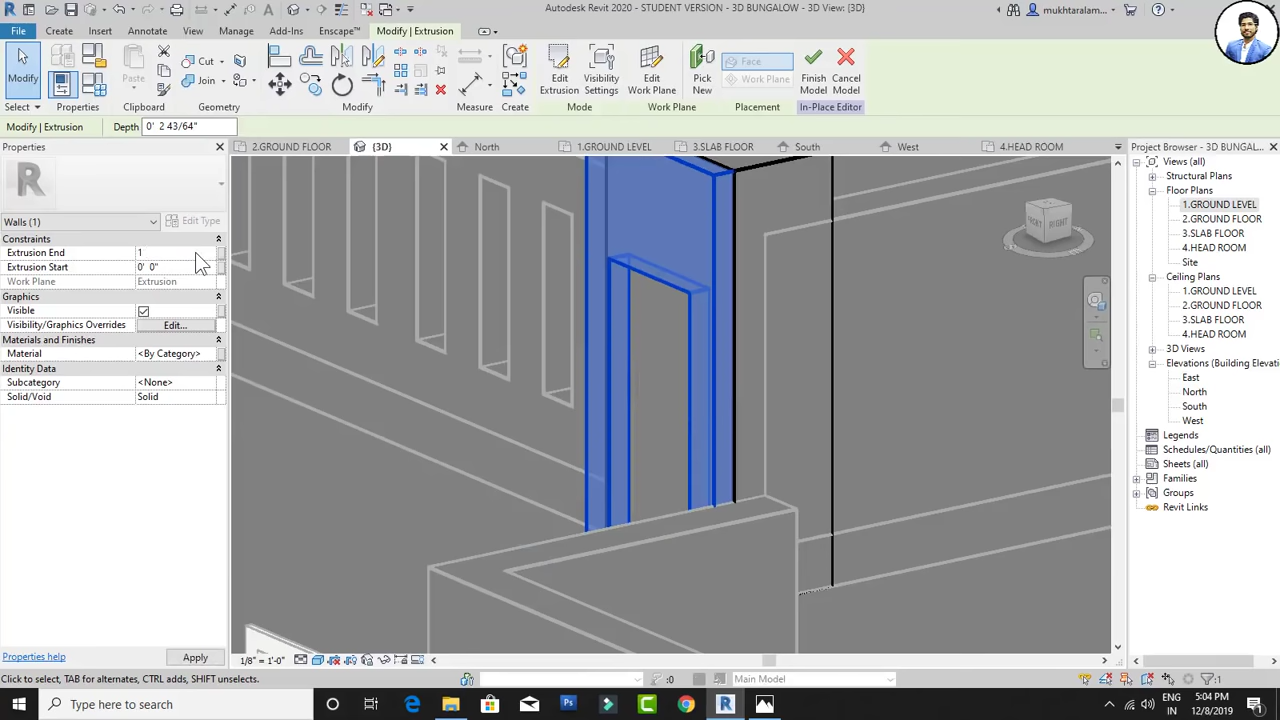 Autodesk Revit 2020 - STUDENT VERSION - 3D BUNGALOW - 3D View: {3D}
mukhtaralam...
File Create Insert Annotate View Manage Add-Ins Enscape™ Modify | Extrusion
Modify
Paste
Cut
Join
Edit Extrusion
Visibility Settings
Edit Work Plane
Pick New
Face
Work Plane
Finish Model
Cancel Model
Select Properties Clipboard Geometry Modify Measure Create Mode Work Plane Placement In-Place Editor
Modify | Extrusion Depth 0' 2 43/64"
Properties
2.GROUND FLOOR {3D} North 1.GROUND LEVEL 3.SLAB FLOOR South West 4.HEAD ROOM
Project Browser - 3D BUNGAL...
Walls (1) Edit Type
Constraints
Extrusion End 1
Extrusion Start 0' 0"
Work Plane Extrusion
Graphics
Visible
Visibility/Graphics Overrides Edit...
Materials and Finishes
Material <By Category>
Identity Data
Subcategory <None>
Solid/Void Solid
Properties help Apply
FRONT RIGHT
Views (all)
Structural Plans
Floor Plans
1.GROUND LEVEL
2.GROUND FLOOR
3.SLAB FLOOR
4.HEAD ROOM
Site
Ceiling Plans
1.GROUND LEVEL
2.GROUND FLOOR
3.SLAB FLOOR
4.HEAD ROOM
3D Views
Elevations (Building Elevati
East
North
South
West
Legends
Schedules/Quantities (all)
Sheets (all)
Families
Groups
Revit Links
1/8" = 1'-0"
Click to select, TAB for alternates, CTRL adds, SHIFT unselects. :0 Main Model :1
Type here to search
ENG
IN
5:04 PM
12/8/2019